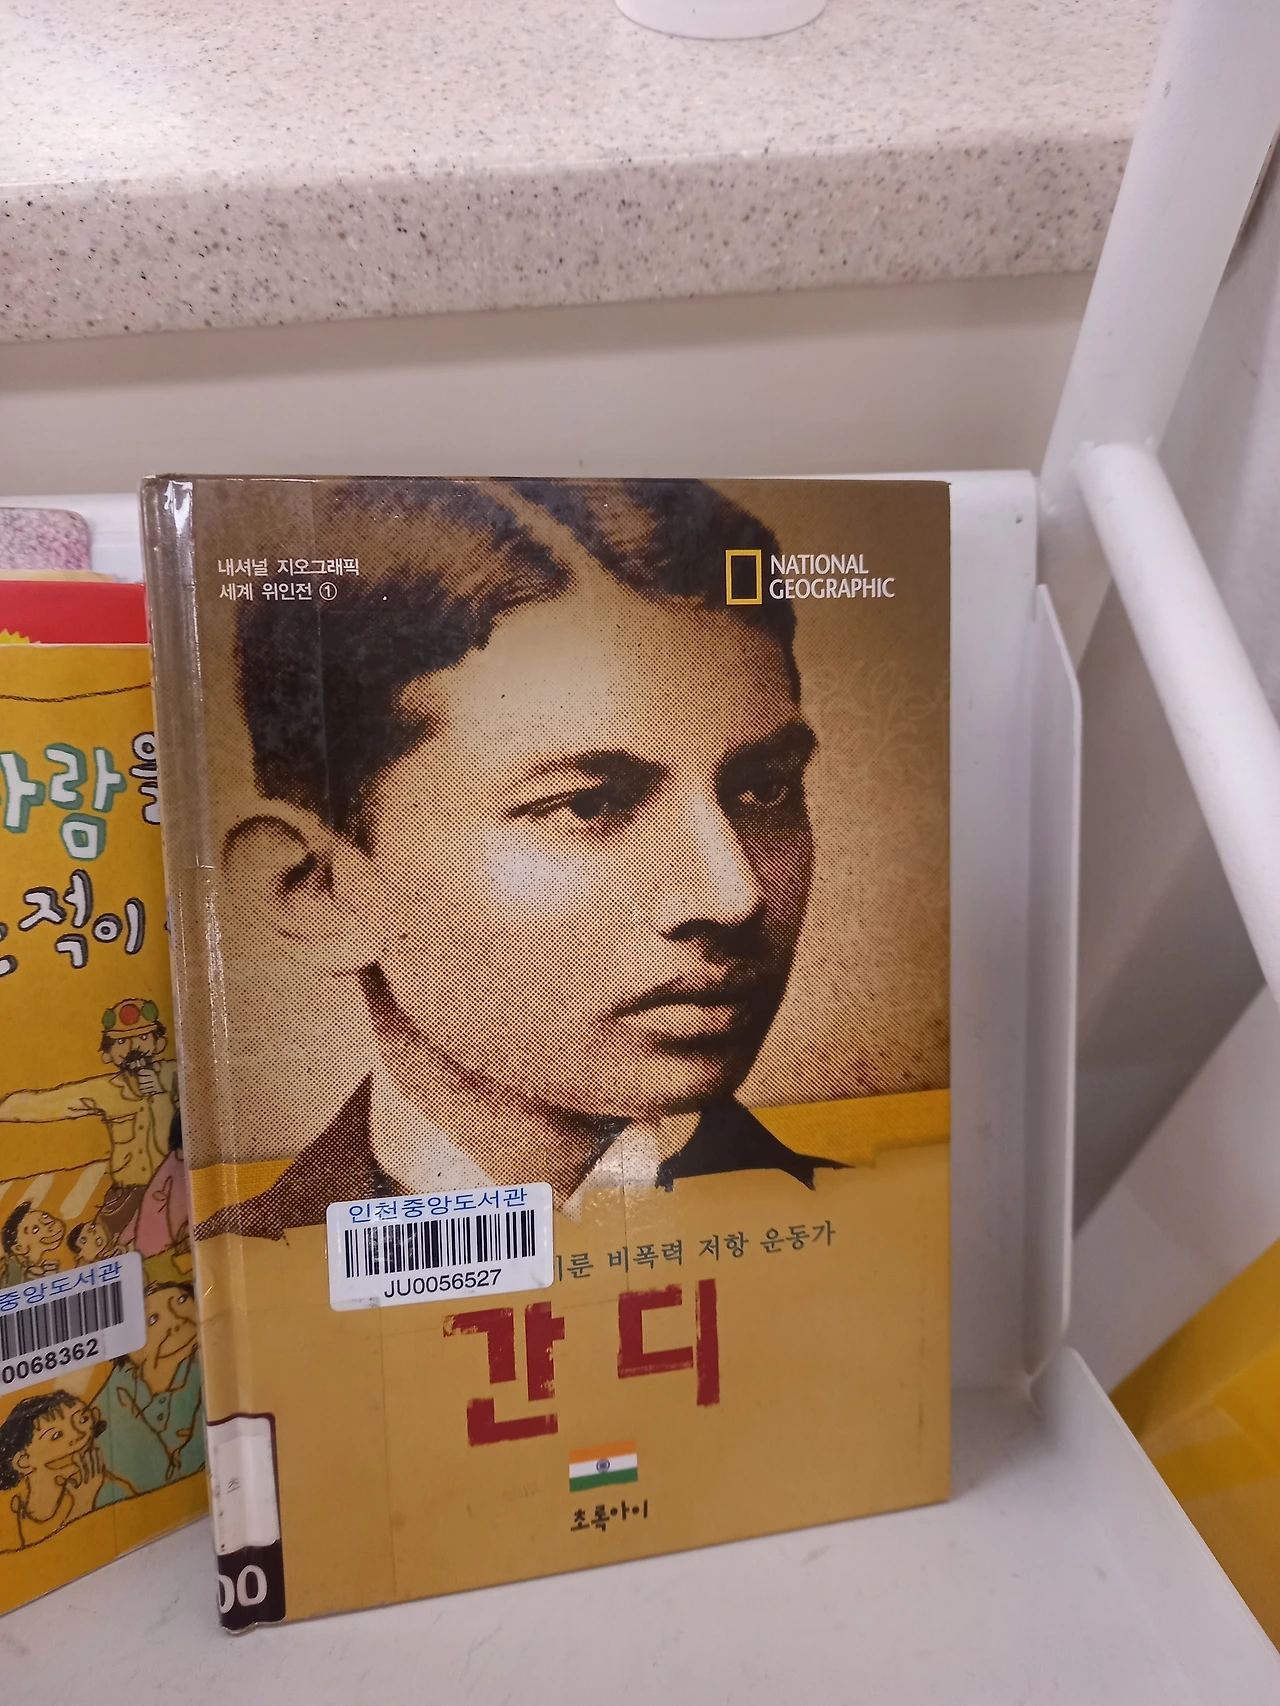 내셔널 지오그래픽
세계 위인전 ①
NATIONAL
GEOGRAPHIC
인천중앙도서관
JU0056527
비폭력 저항 운동가
간디
초록아이
조
00
사람을
적이
중앙도서관
0068362